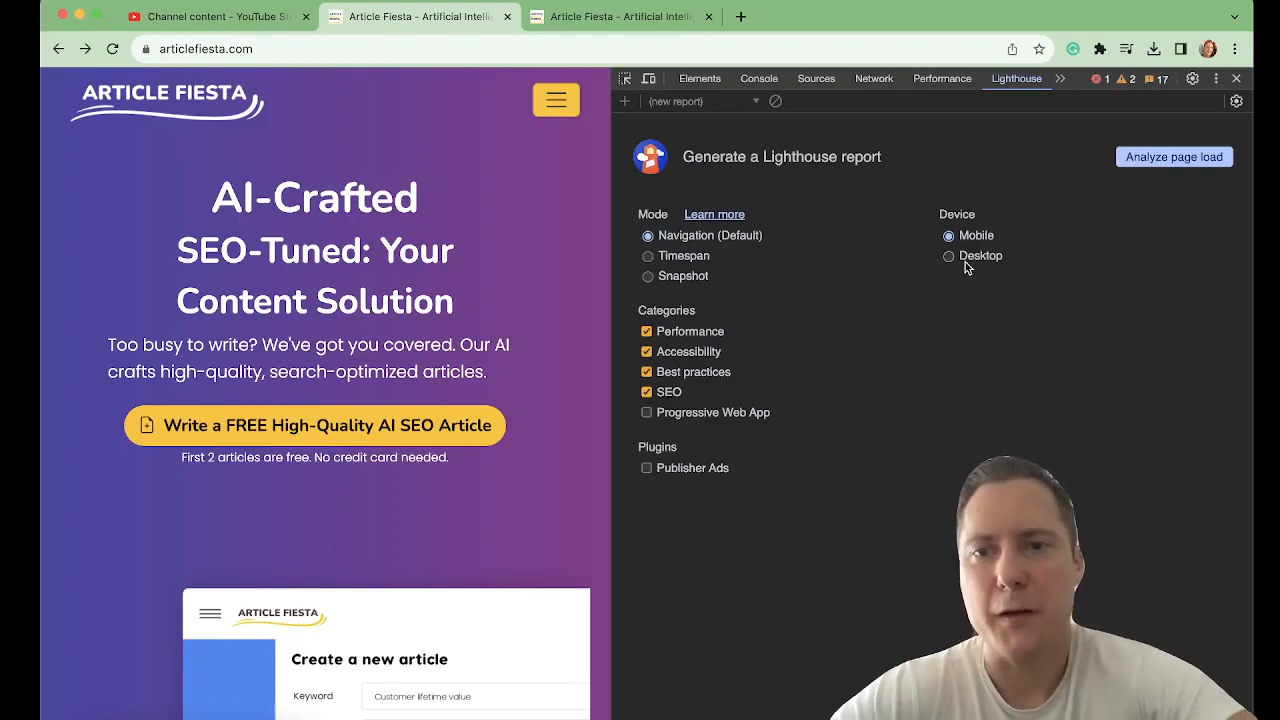 Channel content - YouTube St
Article Fiesta - Artificial Intellig
Article Fiesta - Artificial Intellig
articlefiesta.com
Elements
Console
Sources
Network
Performance
Lighthouse
1
2
17
(new report)
ARTICLE FIESTA
AI-Crafted
SEO-Tuned: Your
Content Solution
Too busy to write? We've got you covered. Our AI
crafts high-quality, search-optimized articles.
Write a FREE High-Quality AI SEO Article
First 2 articles are free. No credit card needed.
ARTICLE FIESTA
Create a new article
Keyword
Customer lifetime value
Generate a Lighthouse report
Analyze page load
Mode
Learn more
Navigation (Default)
Timespan
Snapshot
Device
Mobile
Desktop
Categories
Performance
Accessibility
Best practices
SEO
Progressive Web App
Plugins
Publisher Ads